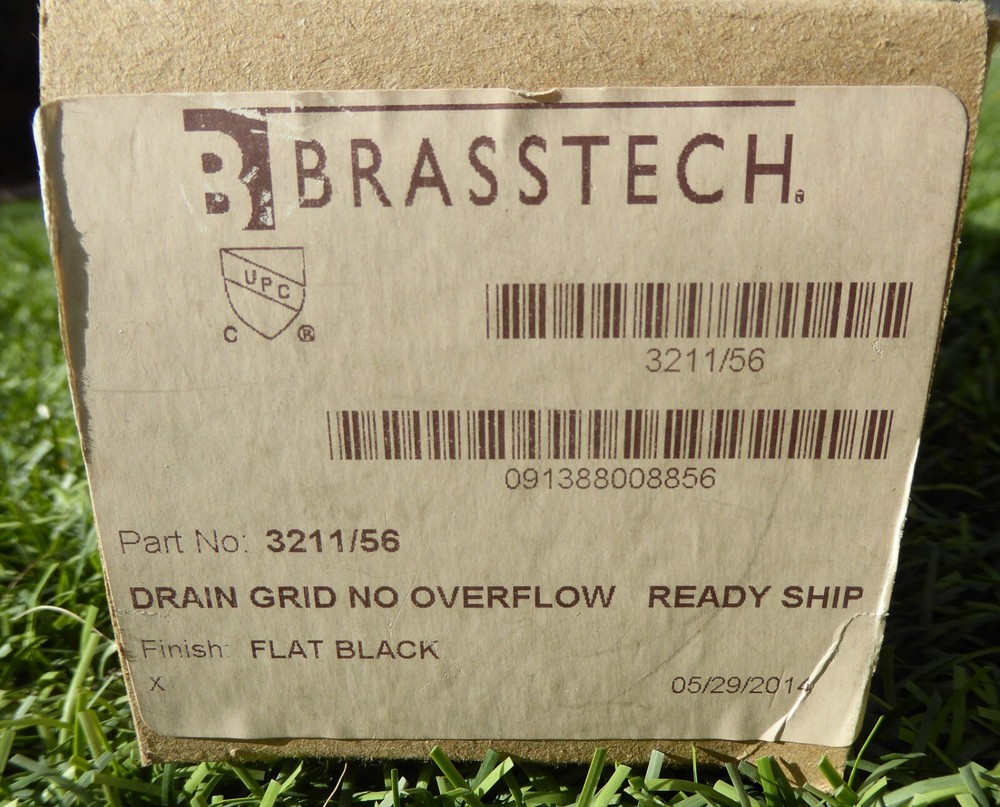 B BRASSTECH®
UPC
C ®
3211/56
091388008856
Part No: 3211/56
DRAIN GRID NO OVERFLOW READY SHIP
Finish: FLAT BLACK
X 05/29/2014